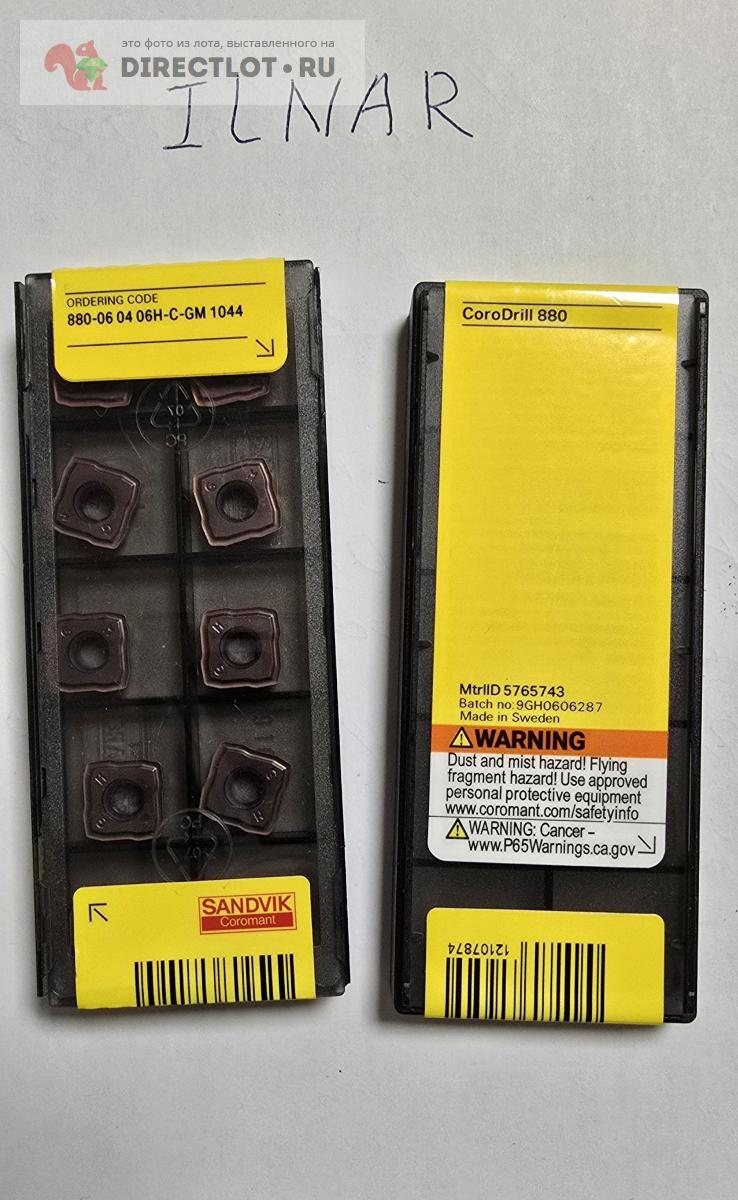 это фото из лота, выставленного на
DIRECTLOT.RU
ILNAR
ORDERING CODE
880-06 04 06H-C-GM 1044
SANDVIK
Coromant
CoroDrill 880
MtrlID 5765743
Batch no:9GH0606287
Made in Sweden
WARNING
Dust and mist hazard! Flying
fragment hazard! Use approved
personal protective equipment
www.coromant.com/safetyinfo
WARNING: Cancer –
www.P65Warnings.ca.gov
12107874